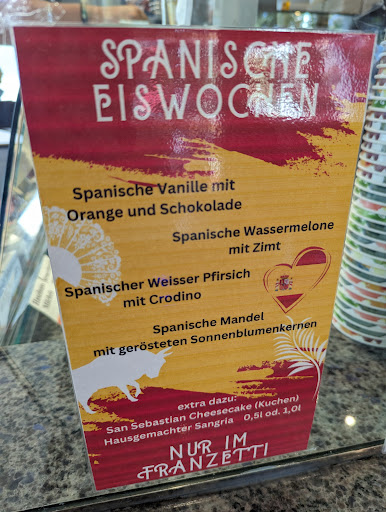 SPANISCHE
EISWOCHEN
Spanische Vanille mit
Orange und Schokolade
Spanische Wassermelone
mit Zimt
Spanischer Weisser Pfirsich
mit Crodino
Spanische Mandel
mit gerösteten Sonnenblumenkernen
extra dazu:
San Sebastian Cheesecake (Kuchen)
Hausgemachter Sangria 0,5l od. 1,0l
NUR IM
FRANZETTI